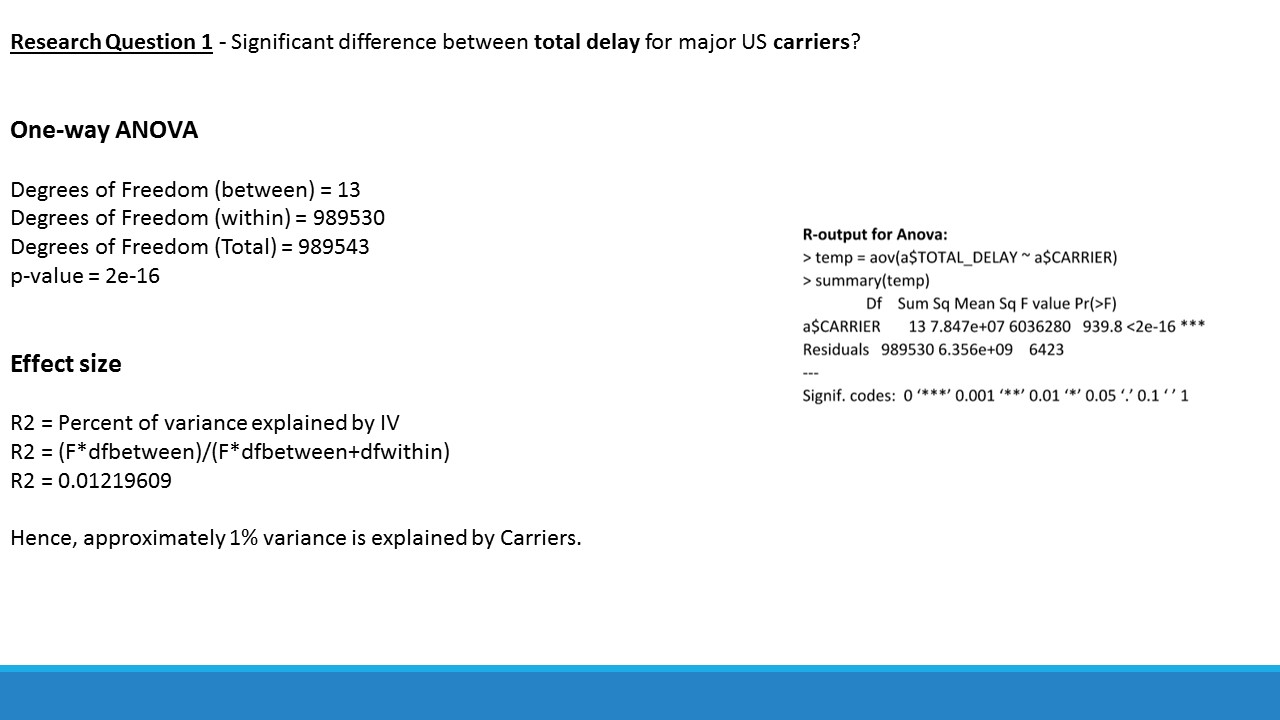 Research Question 1 - Significant difference between total delay for major US carriers?
One-way ANOVA
Degrees of Freedom (between) = 13
Degrees of Freedom (within) = 989530
Degrees of Freedom (Total) = 989543
p-value = 2e-16
Effect size
R2 = Percent of variance explained by IV
R2 = (F*dfbetween)/(F*dfbetween+dfwithin)
R2 = 0.01219609
Hence, approximately 1% variance is explained by Carriers.
R-output for Anova:
> temp = aov(a$TOTAL_DELAY ~ a$CARRIER)
> summary(temp)
Df Sum Sq Mean Sq F value Pr(>F)
a$CARRIER 13 7.847e+07 6036280 939.8 <2e-16 ***
Residuals 989530 6.356e+09 6423
---
Signif. codes: 0 ‘***’ 0.001 ‘**’ 0.01 ‘*’ 0.05 ‘.’ 0.1 ‘ ’ 1